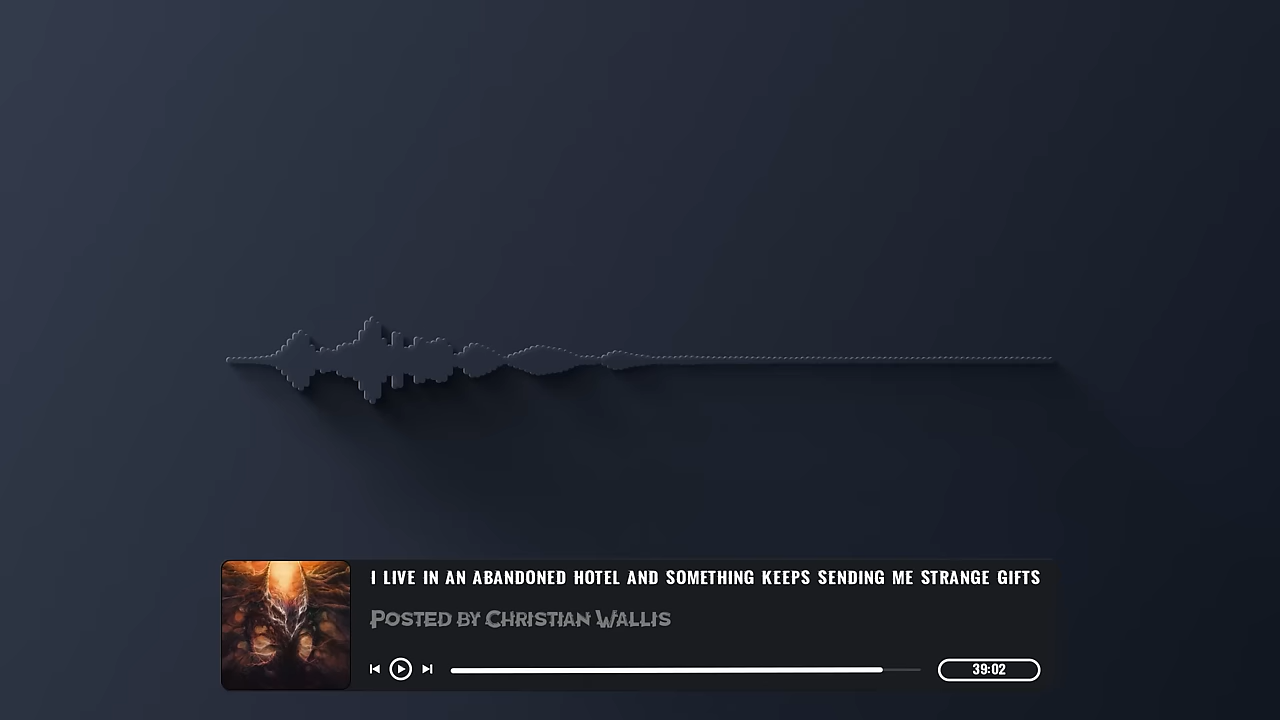 I LIVE IN AN ABANDONED HOTEL AND SOMETHING KEEPS SENDING ME STRANGE GIFTS
Posted by Christian Wallis
39:02